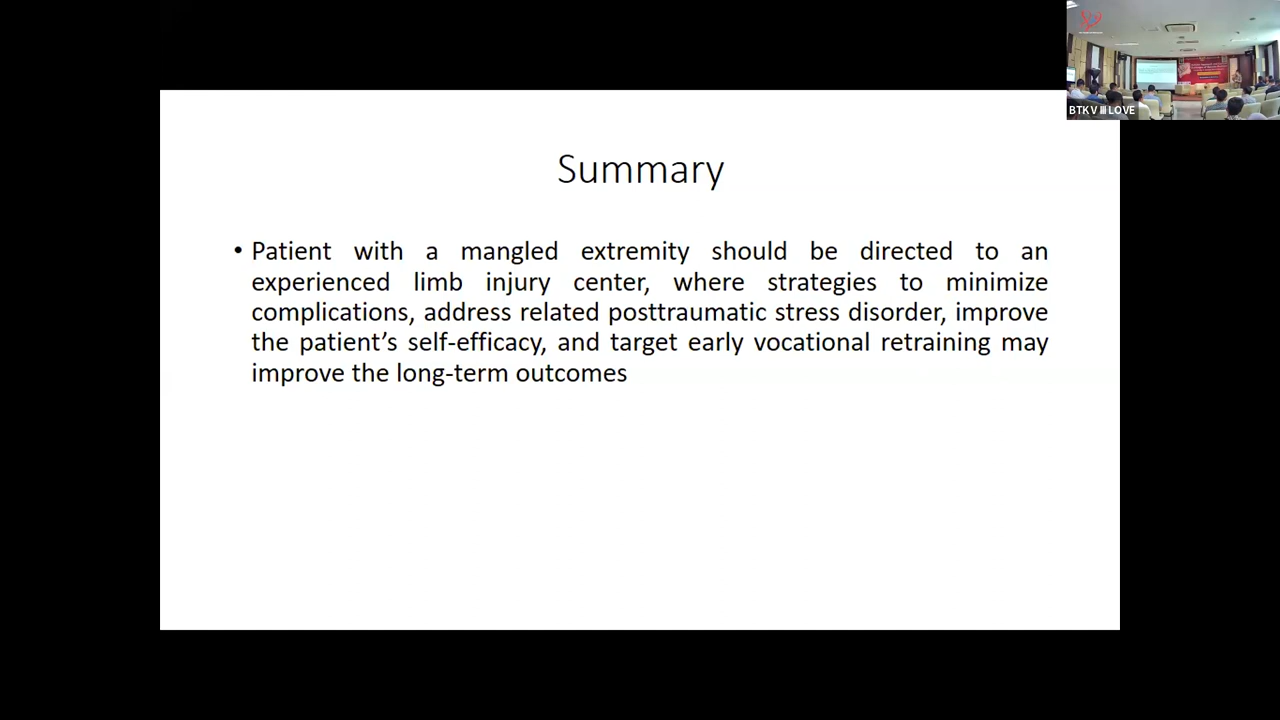 Summary
• Patient with a mangled extremity should be directed to an
experienced limb injury center, where strategies to minimize
complications, address related posttraumatic stress disorder, improve
the patient’s self-efficacy, and target early vocational retraining may
improve the long-term outcomes
BTKV III LOVE